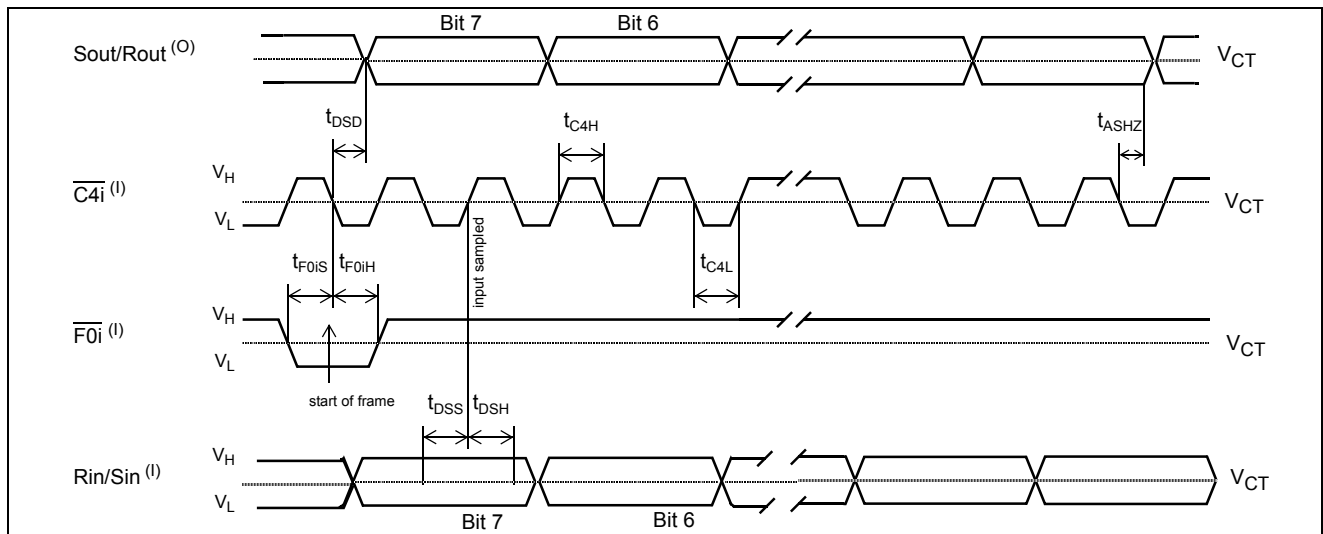 Bit 7 Bit 6
Sout/Rout (O) VCT
tDSD tC4H tASHZ
VH
C4i (I) VCT
VL
input sampled
tF0iS tF0iH tC4L
VH
F0i (I) VCT
VL
start of frame
tDSS tDSH
VH
Rin/Sin (I) VCT
VL
Bit 7 Bit 6